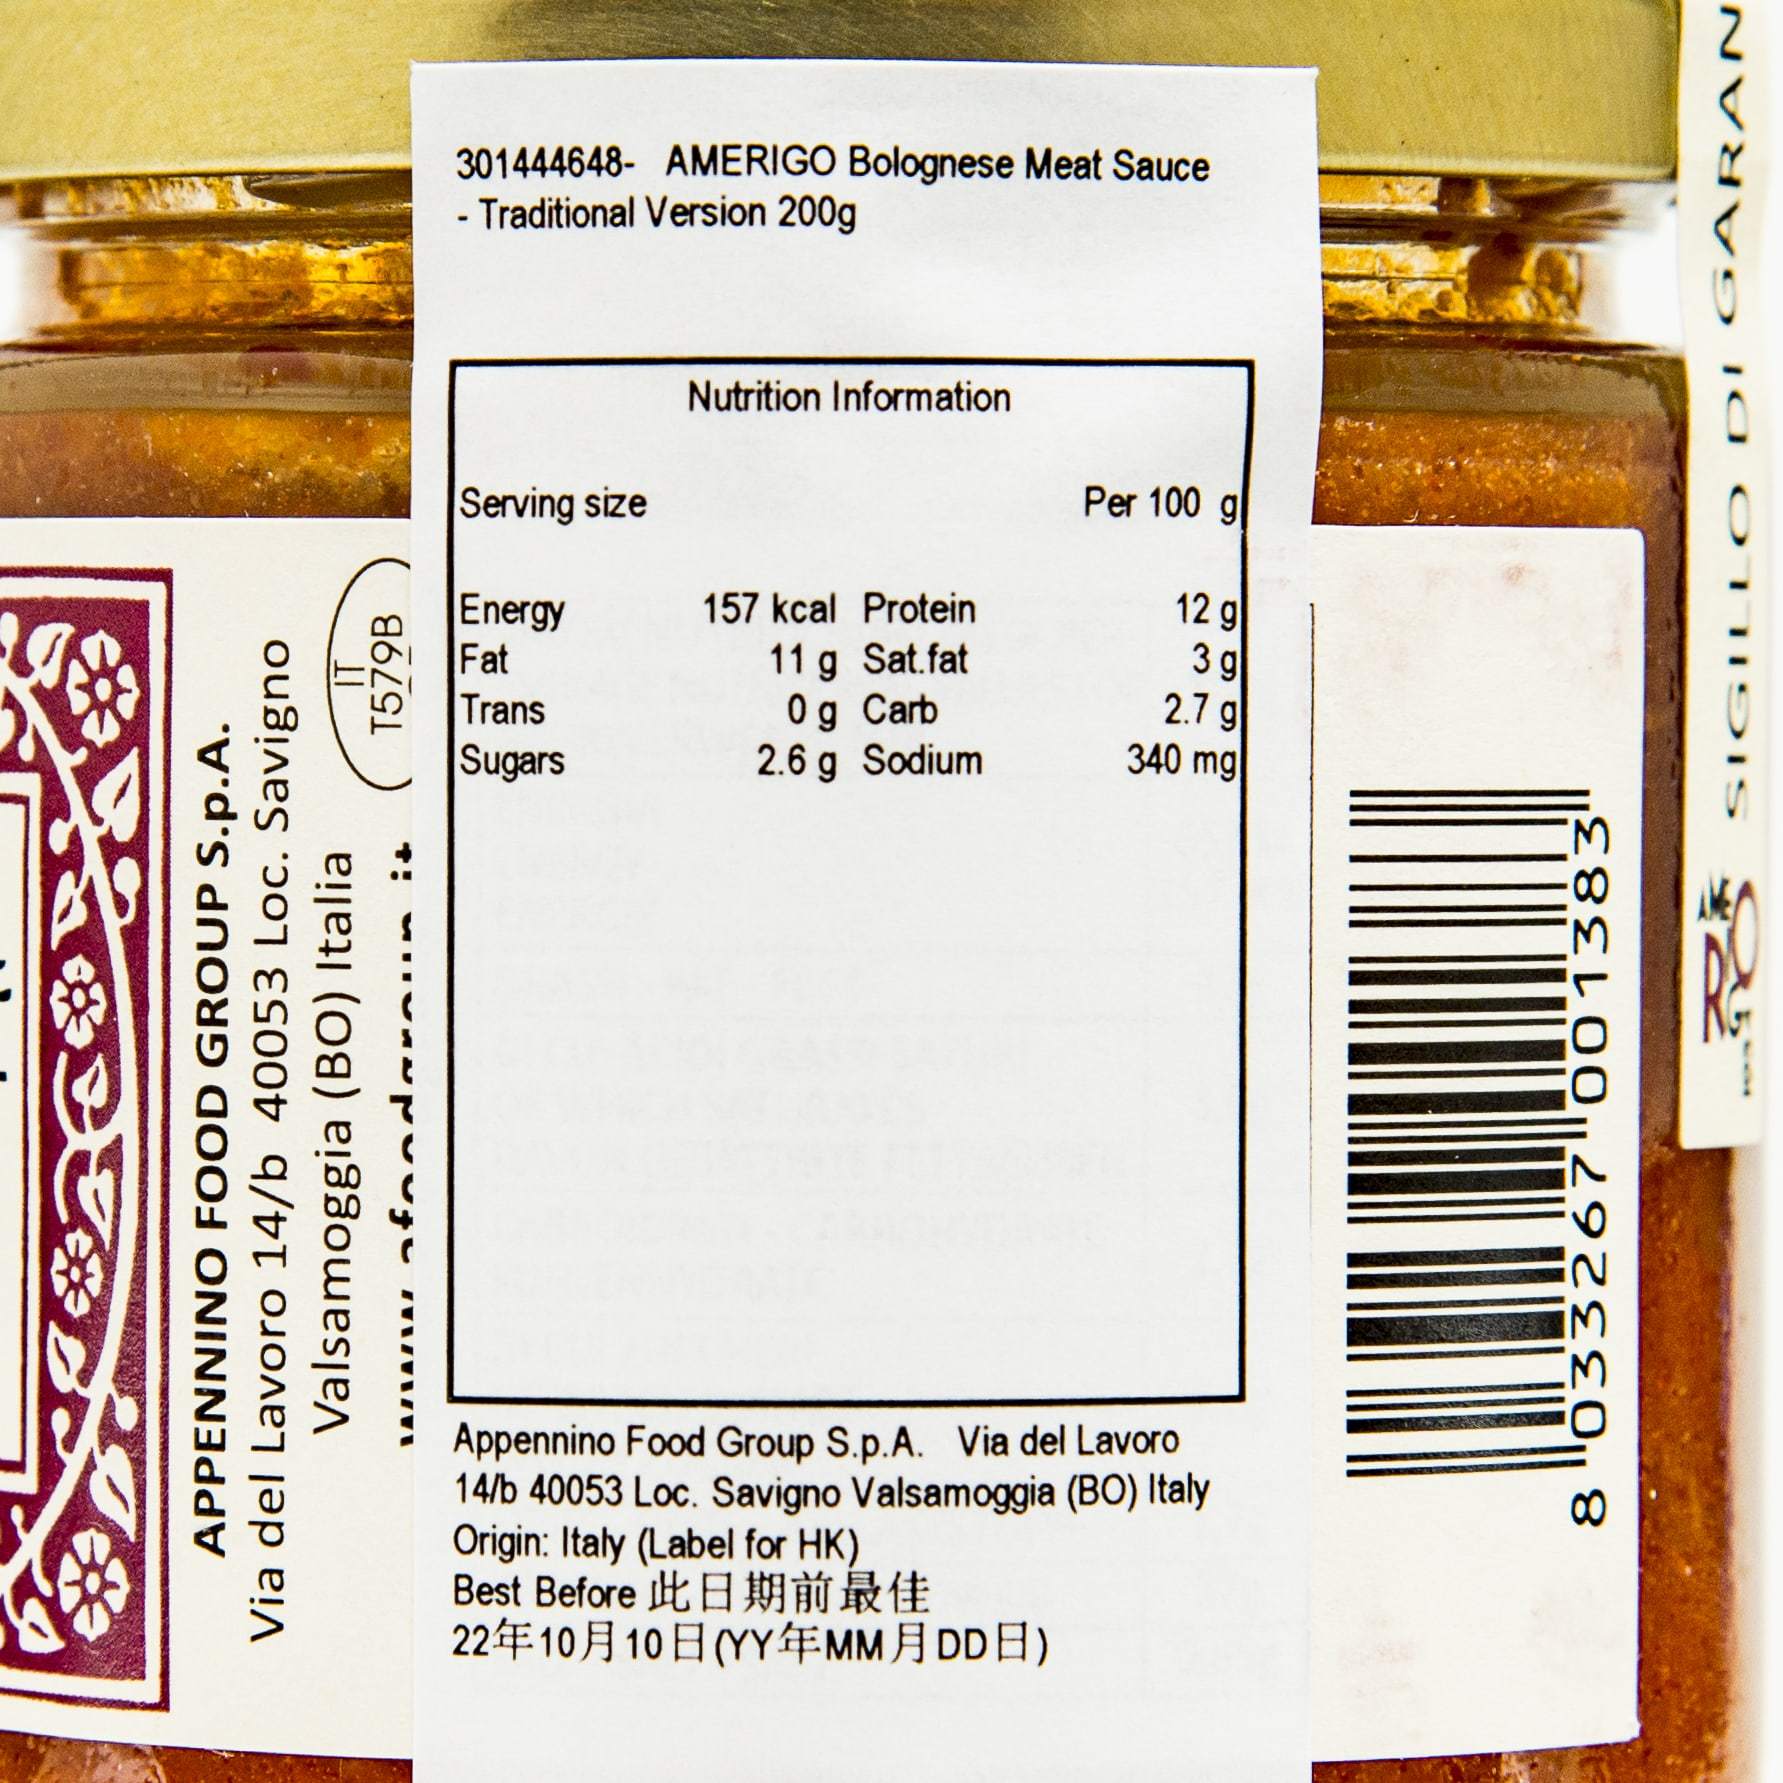 301444648- AMERIGO Bolognese Meat Sauce
- Traditional Version 200g
Nutrition Information
Serving size Per 100 g
Energy 157 kcal Protein 12 g
Fat 11 g Sat.fat 3 g
Trans 0 g Carb 2.7 g
Sugars 2.6 g Sodium 340 mg
Appennino Food Group S.p.A. Via del Lavoro
14/b 40053 Loc. Savigno Valsamoggia (BO) Italy
Origin: Italy (Label for HK)
Best Before 此日期前最佳
22年10月10日(YY年MM月DD日)
APPENNINO FOOD GROUP S.p.A.
Via del Lavoro 14/b 40053 Loc. Savigno
Valsamoggia (BO) Italia
IT
T579B
8 033267 001383
SIGILLO DI GARAN